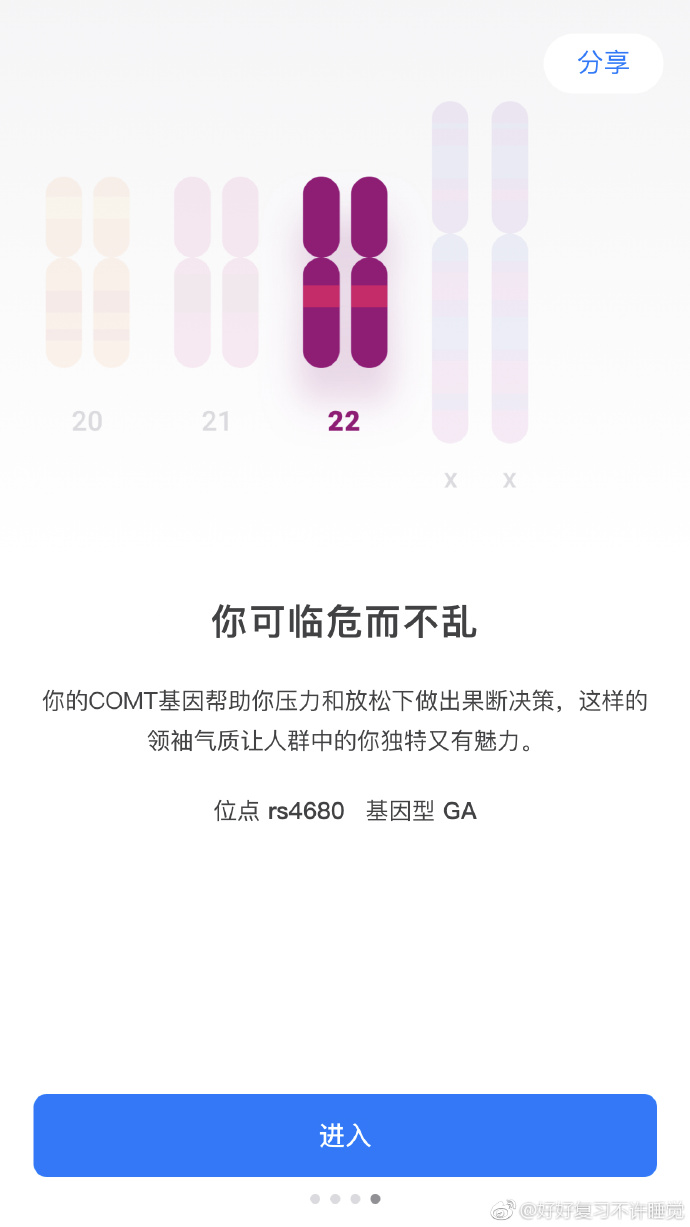 分享
20
21
22
x
x
你可临危而不乱
你的COMT基因帮助你压力和放松下做出果断决策，这样的
领袖气质让人群中的你独特又有魅力。
位点 rs4680 基因型 GA
进入
@好好复习不许睡觉